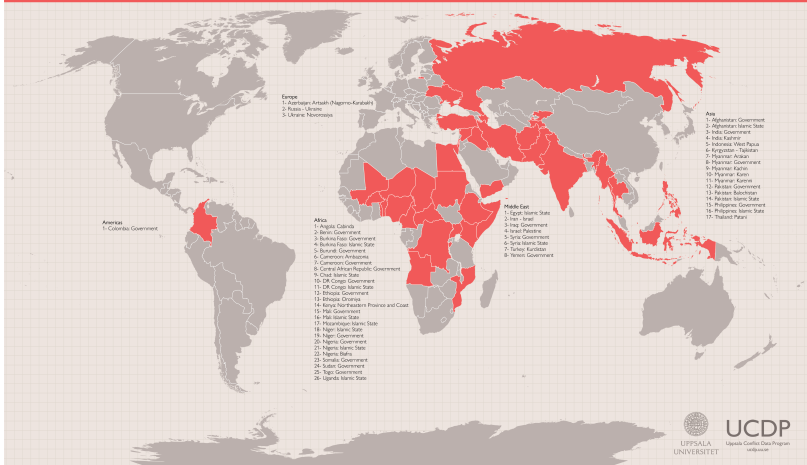 Europe
1- Azerbaijan: Artsakh (Nagorno-Karabakh)
2- Russia - Ukraine
3- Ukraine: Novorossiya
Asia
1- Afghanistan: Government
2- Afghanistan: Islamic State
3- India: Government
4- India: Kashmir
5- Indonesia: West Papua
6- Kyrgyzstan - Tajikistan
7- Myanmar: Arakan
8- Myanmar: Government
9- Myanmar: Kachin
10- Myanmar: Karen
11- Myanmar: Karenni
12- Pakistan: Government
13- Pakistan: Balochistan
14- Pakistan: Islamic State
15- Philippines: Government
16- Philippines: Islamic State
17- Thailand: Patani
Americas
1- Colombia: Government
Africa
1- Angola: Cabinda
2- Benin: Government
3- Burkina Faso: Government
4- Burkina Faso: Islamic State
5- Burundi: Government
6- Cameroon: Ambazonia
7- Cameroon: Government
8- Central African Republic: Government
9- Chad: Islamic State
10- DR Congo: Government
11- DR Congo: Islamic State
12- Ethiopia: Government
13- Ethiopia: Oromiya
14- Kenya: Northeastern Province and Coast
15- Mali: Government
16- Mali: Islamic State
17- Mozambique: Islamic State
18- Niger: Islamic State
19- Niger: Government
20- Nigeria: Government
21- Nigeria: Islamic State
22- Nigeria: Biafra
23- Somalia: Government
24- Sudan: Government
25- Togo: Government
26- Uganda: Islamic State
Middle East
1- Egypt: Islamic State
2- Iran - Israel
3- Iraq: Government
4- Israel: Palestine
5- Syria: Government
6- Syria: Islamic State
7- Turkey: Kurdistan
8- Yemen: Government
UPPSALA
UNIVERSITET
UCDP
Uppsala Conflict Data Program
ucdp.uu.se